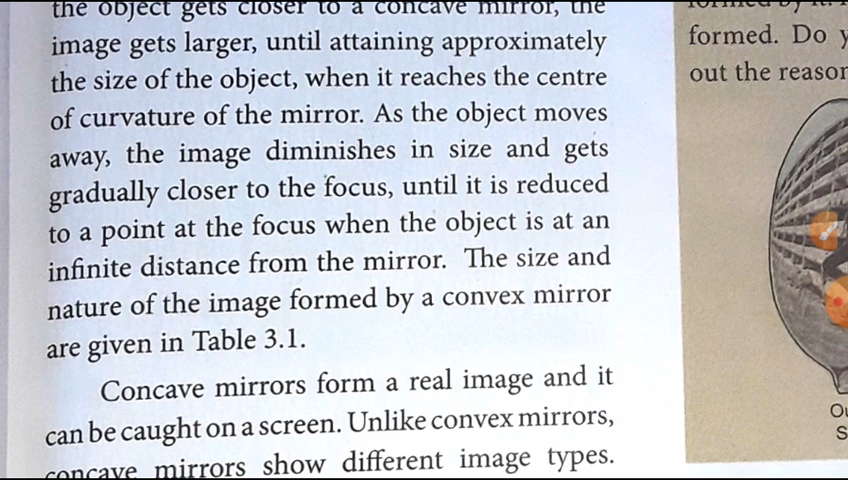 the object gets closer to a concave mirror, the
image gets larger, until attaining approximately
the size of the object, when it reaches the centre
of curvature of the mirror. As the object moves
away, the image diminishes in size and gets
gradually closer to the focus, until it is reduced
to a point at the focus when the object is at an
infinite distance from the mirror. The size and
nature of the image formed by a convex mirror
are given in Table 3.1.
Concave mirrors form a real image and it
can be caught on a screen. Unlike convex mirrors,
concave mirrors show different image types.
formed. Do
out the reason